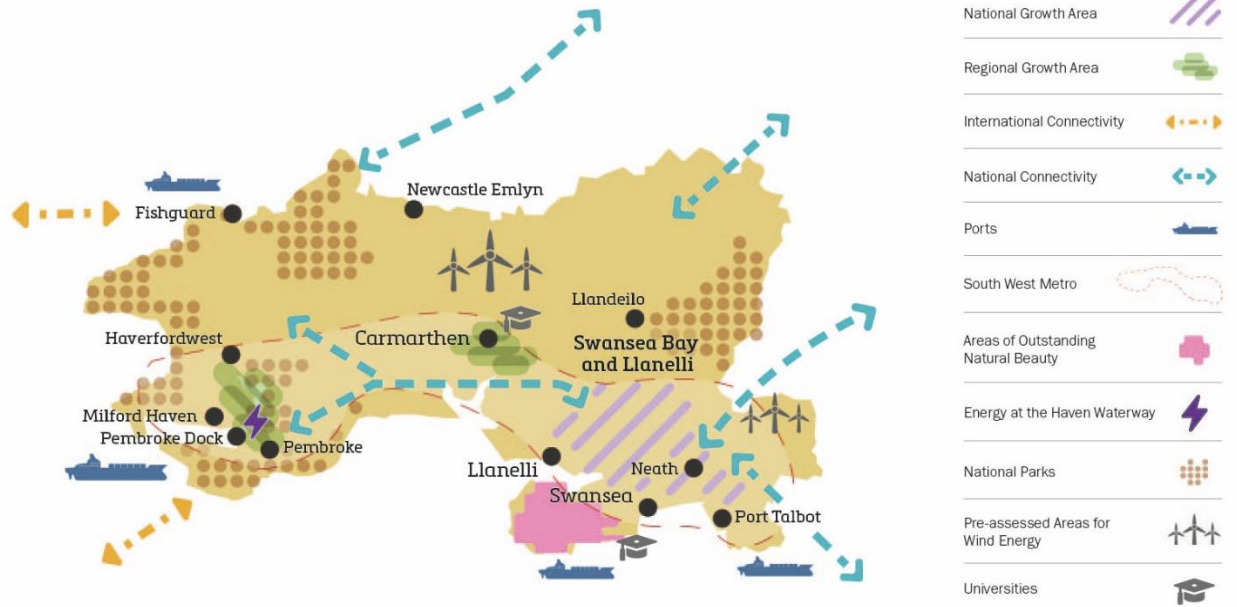 Newcastle Emlyn
Fishguard
Llandeilo
Haverfordwest
Carmarthen
Swansea Bay
and Llanelli
Milford Haven
Pembroke Dock
Pembroke
Llanelli
Neath
Swansea
Port Talbot
National Growth Area
Regional Growth Area
International Connectivity
National Connectivity
Ports
South West Metro
Areas of Outstanding
Natural Beauty
Energy at the Haven Waterway
National Parks
Pre-assessed Areas for
Wind Energy
Universities